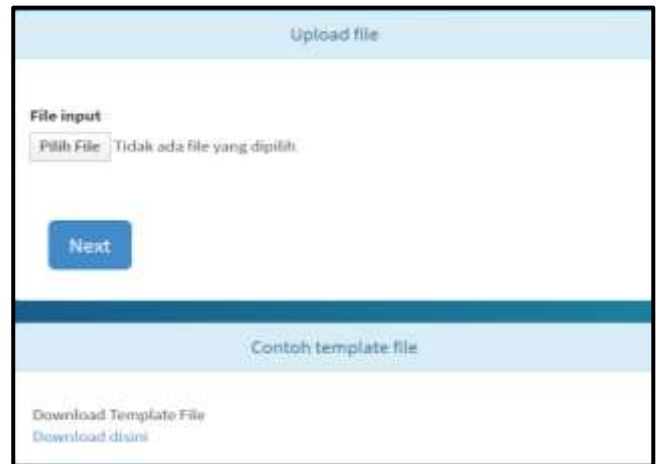 Upload file
File input
Pilih File Tidak ada file yang dipilih
Next
Contoh template file
Download Template File
Download disini